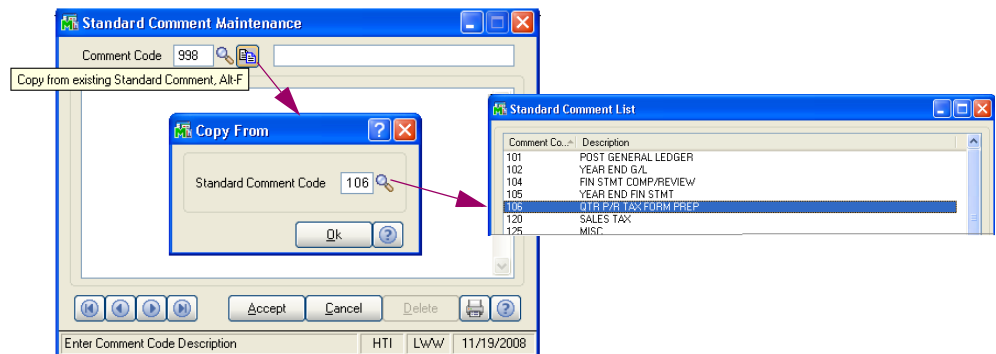 Standard Comment Maintenance
Comment Code 998
Copy from existing Standard Comment, Alt-F
Copy From
Standard Comment Code 106
Ok
Standard Comment List
Comment Co... Description
101 POST GENERAL LEDGER
102 YEAR END G/L
104 FIN STMT COMP/REVIEW
105 YEAR END FIN STMT
106 QTR P/R TAX FORM PREP
120 SALES TAX
125 MISC
Accept Cancel Delete
Enter Comment Code Description HTI LWW 11/19/2008